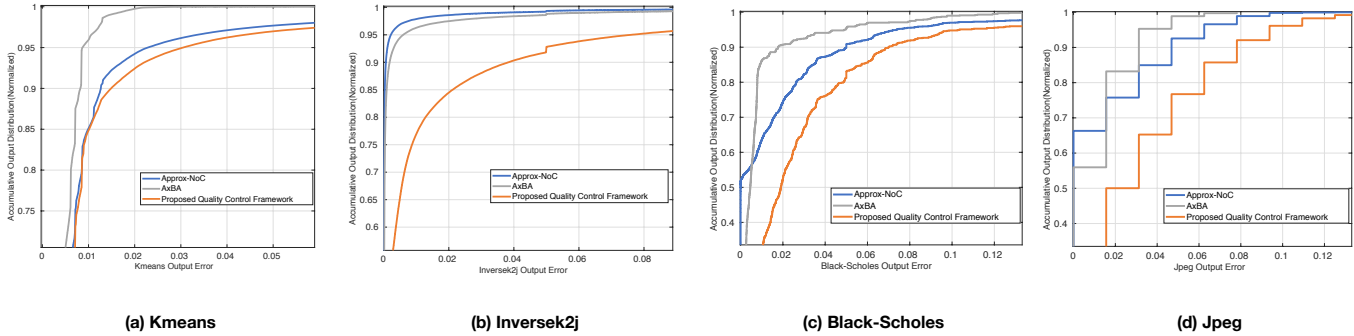 Accumulative Output Distribution(Normalized)
1
0.95
0.9
0.85
0.8
0.75
Approx-NoC
AxBA
Proposed Quality Control Framework
0 0.01 0.02 0.03 0.04 0.05
Kmeans Output Error
(a) Kmeans
Accumulative Output Distribution(Normalized)
1
0.95
0.9
0.85
0.8
0.75
0.7
0.65
0.6
Approx-NoC
AxBA
Proposed Quality Control Framework
0 0.02 0.04 0.06 0.08
Inversek2j Output Error
(b) Inversek2j
Accumulative Output Distribution(Normalized)
1
0.9
0.8
0.7
0.6
0.5
0.4
Approx-NoC
AxBA
Proposed Quality Control Framework
0 0.02 0.04 0.06 0.08 0.1 0.12
Black-Scholes Output Error
(c) Black-Scholes
Accumulative Output Distribution(Normalized)
1
0.9
0.8
0.7
0.6
0.5
0.4
Approx-NoC
AxBA
Proposed Quality Control Framework
0 0.02 0.04 0.06 0.08 0.1 0.12
Jpeg Output Error
(d) Jpeg